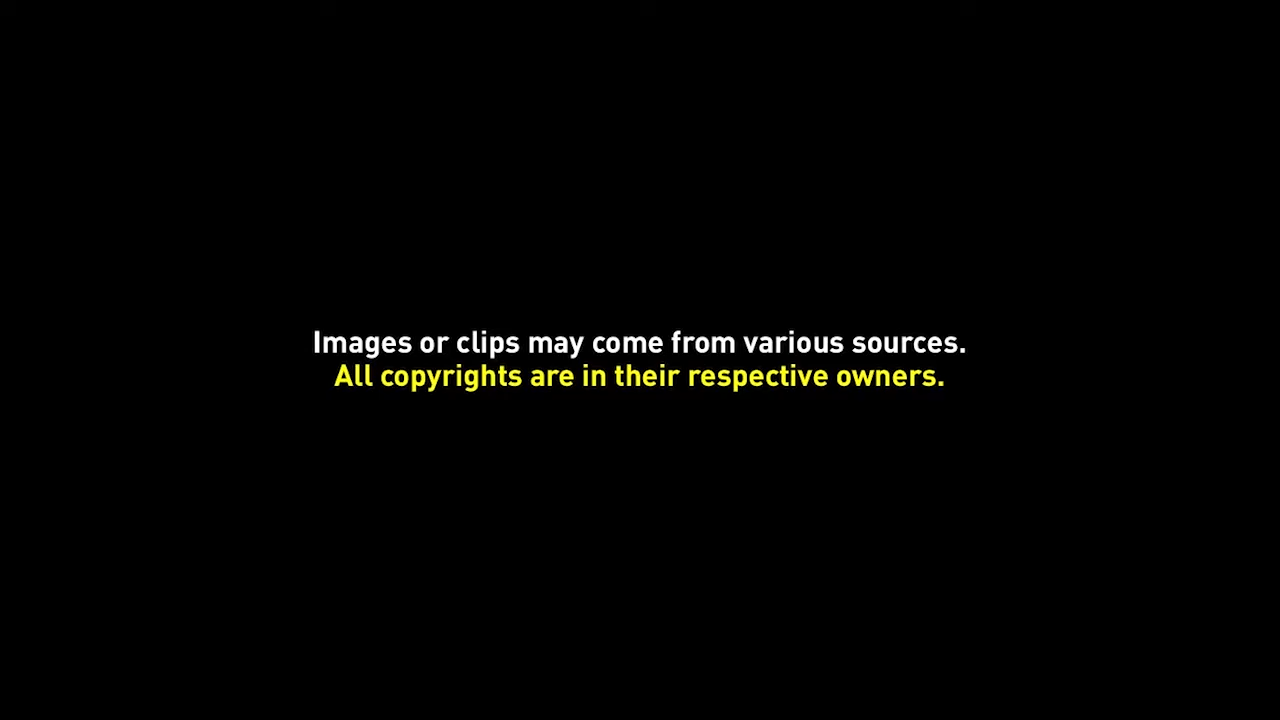 Images or clips may come from various sources.
All copyrights are in their respective owners.